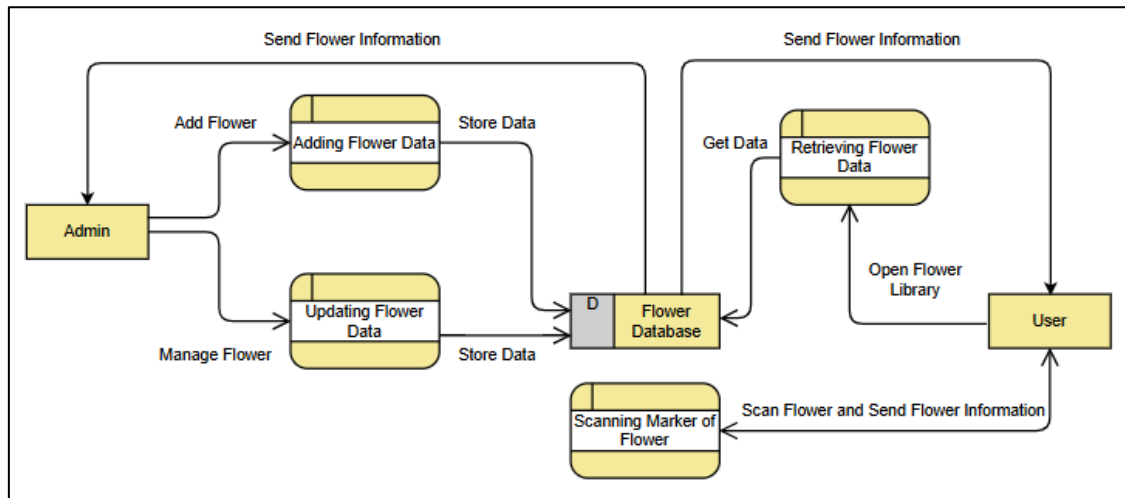 Send Flower Information
Send Flower Information
Add Flower
Adding Flower Data
Store Data
Get Data
Retrieving Flower
Data
Admin
Open Flower
Library
Manage Flower
Updating Flower
Data
Store Data
D
Flower
Database
User
Scanning Marker of
Flower
Scan Flower and Send Flower Information